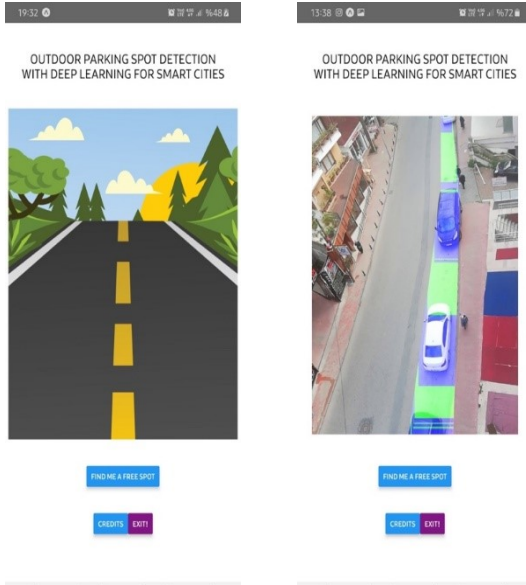 19:32
%48
OUTDOOR PARKING SPOT DETECTION
WITH DEEP LEARNING FOR SMART CITIES
FIND ME A FREE SPOT
CREDITS EXIT!
13:38
%72
OUTDOOR PARKING SPOT DETECTION
WITH DEEP LEARNING FOR SMART CITIES
FIND ME A FREE SPOT
CREDITS EXIT!